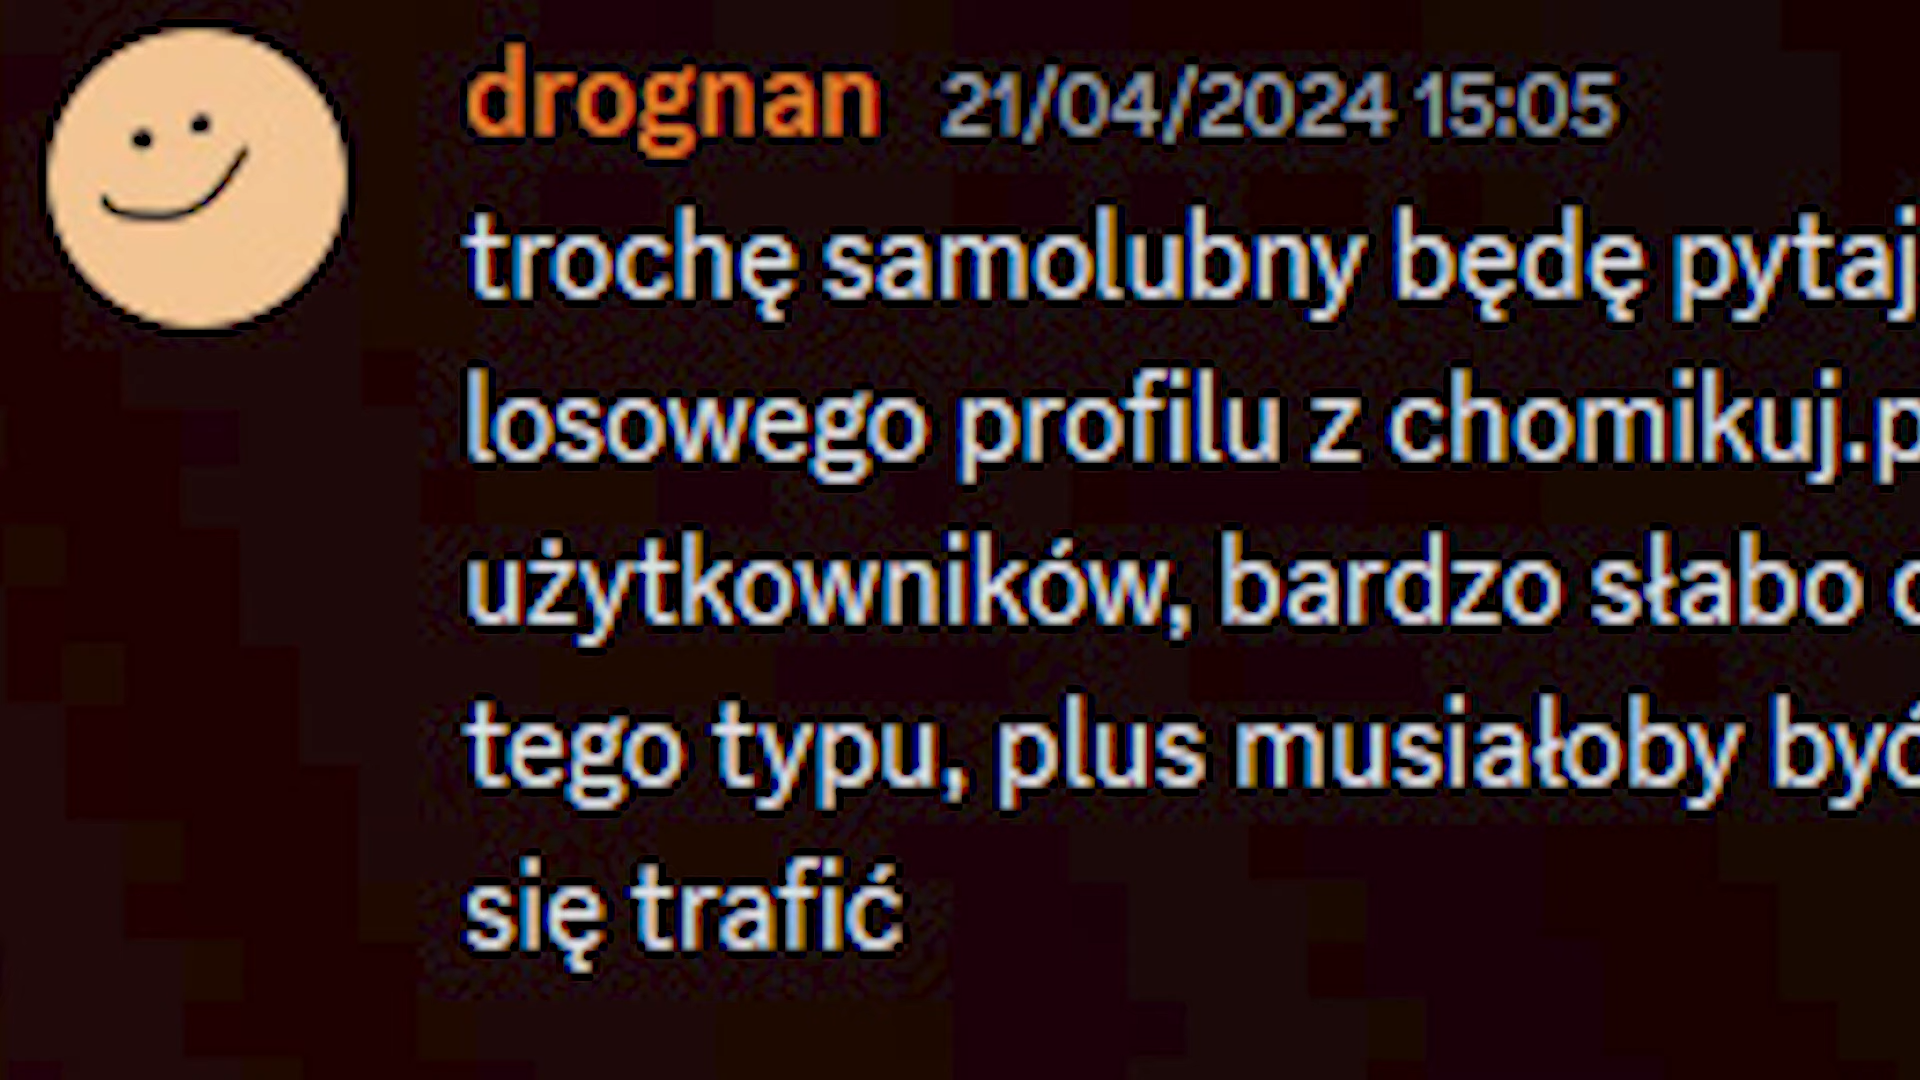 drognan 21/04/2024 15:05
trochę samolubny będę pytaj
losowego profilu z chomikuj.p
użytkowników, bardzo słabo
tego typu, plus musiałoby być
się trafić